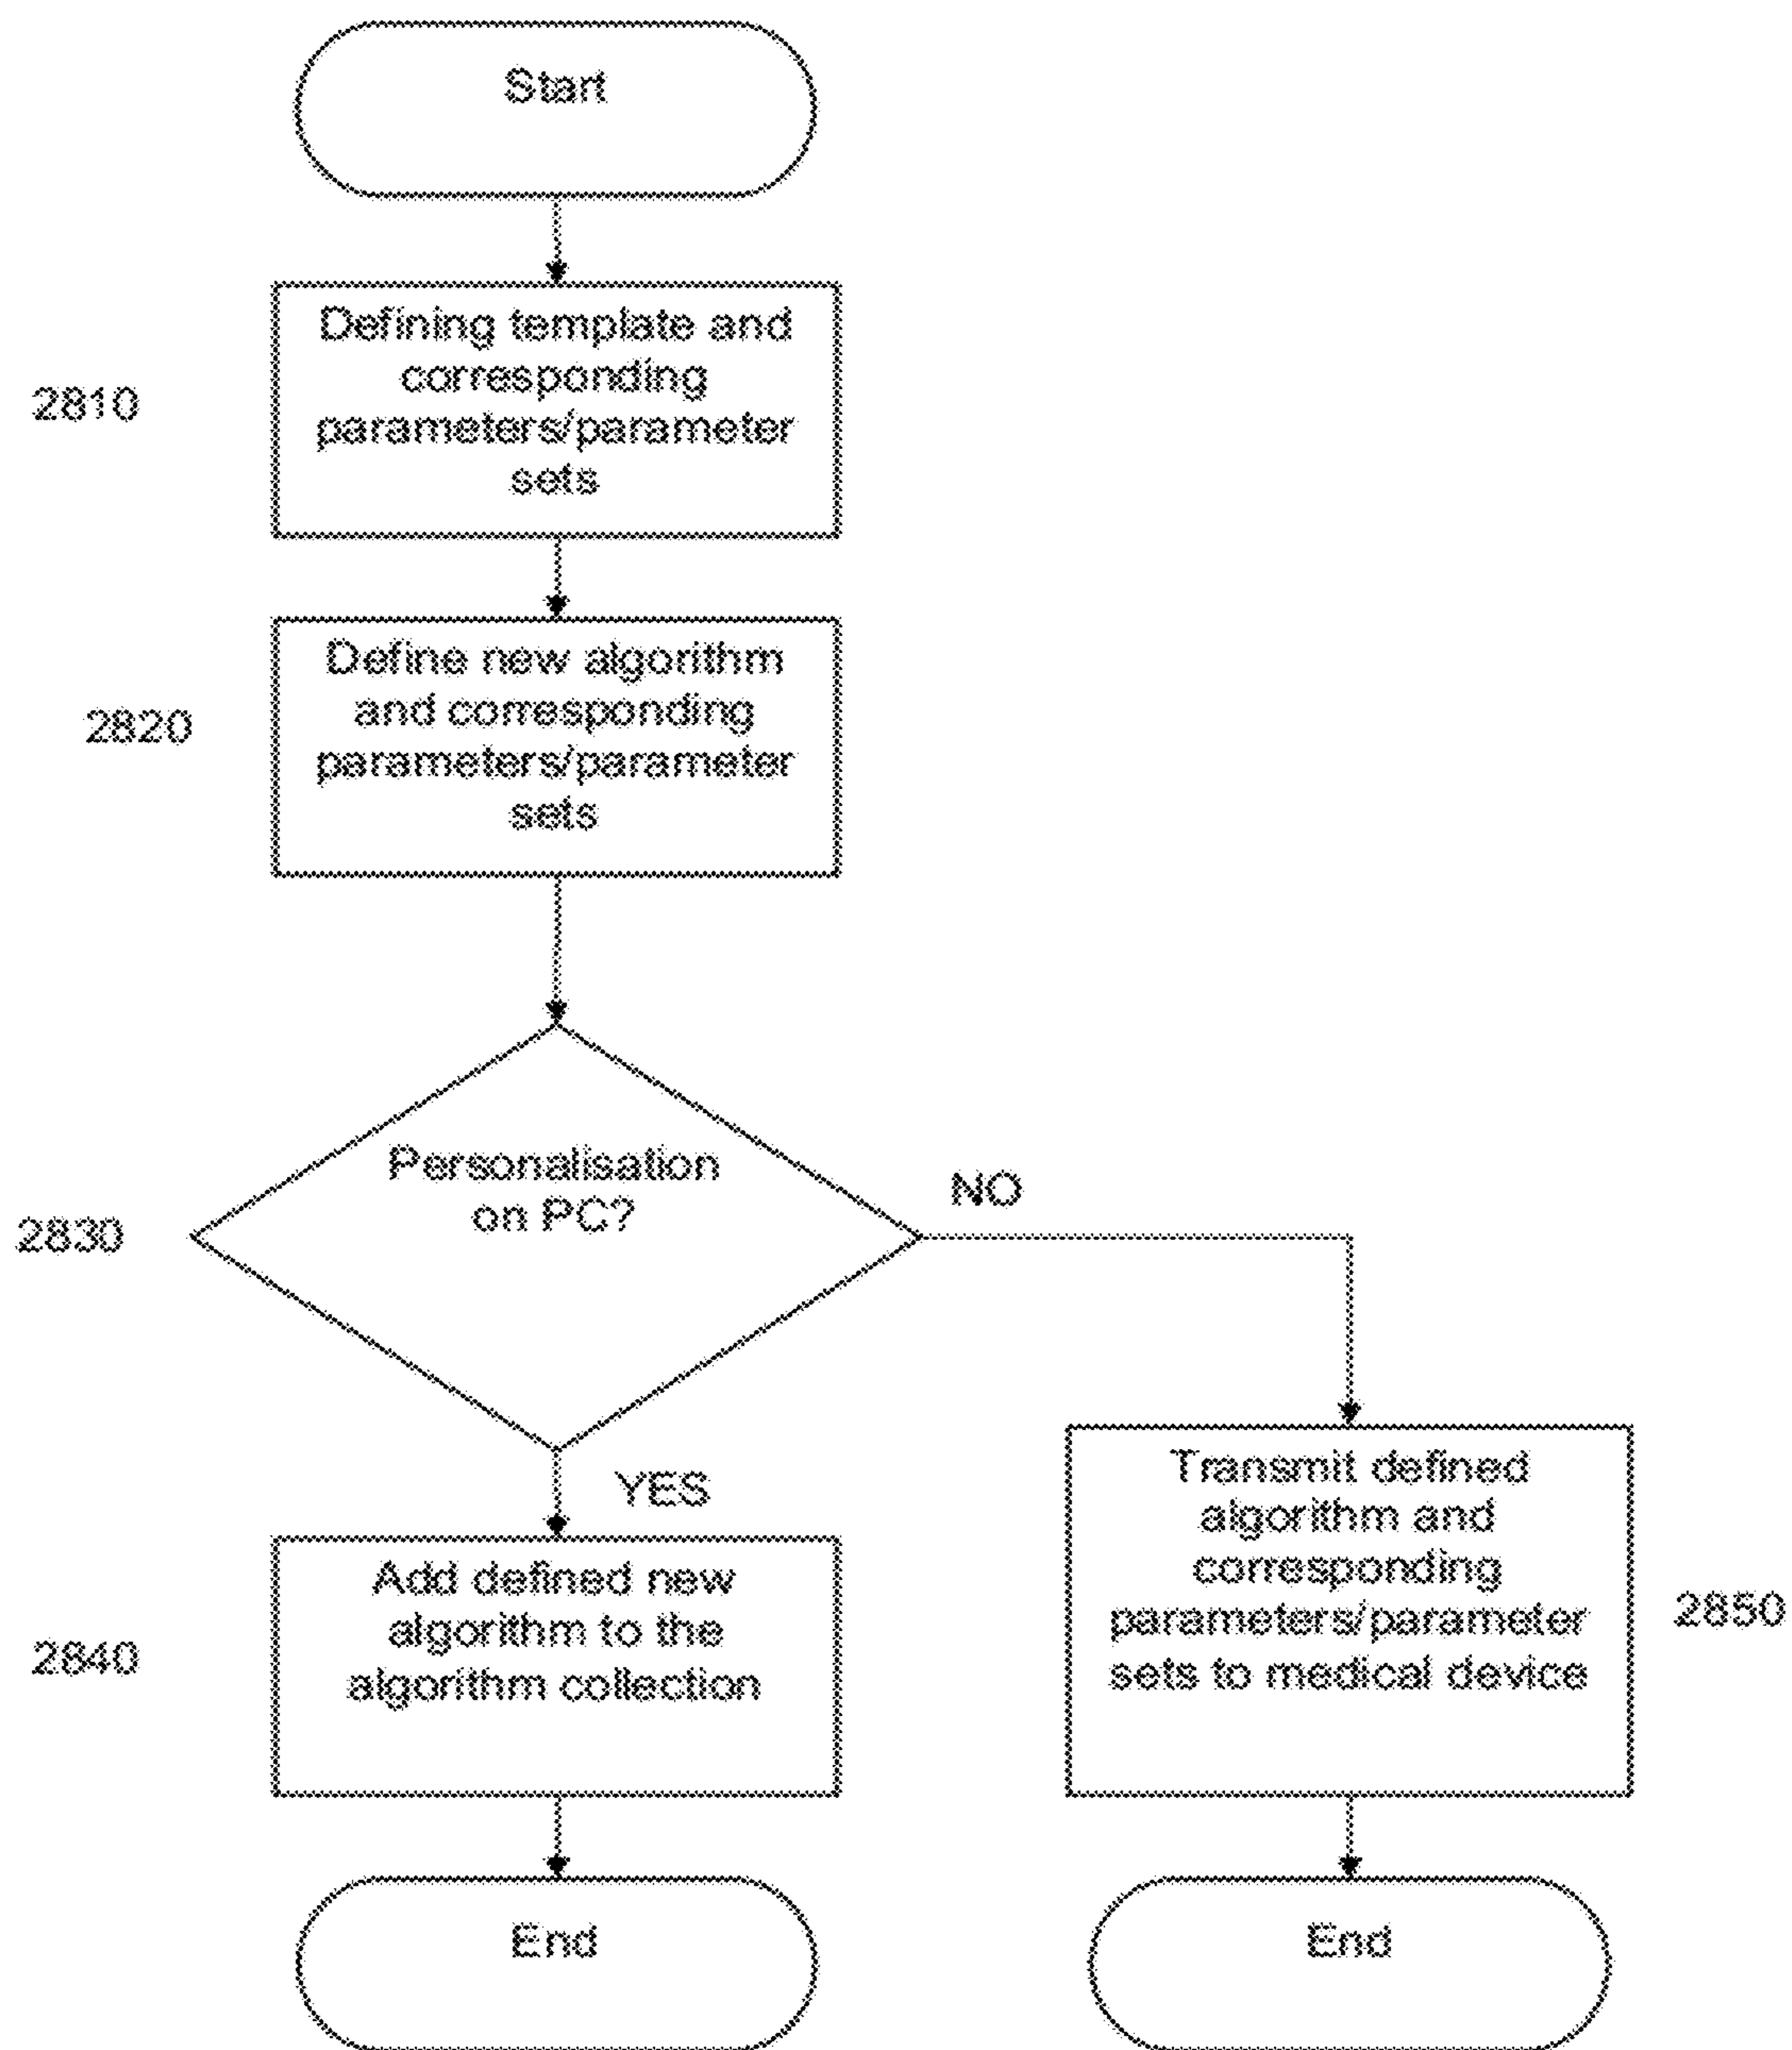 Start
Defining template and
corresponding
parameters/parameter
sets
2810
Define new algorithm
and corresponding
parameters/parameter
sets
2820
Personalisation
on PC?
2830
NO
YES
Add defined new
algorithm to the
algorithm collection
2840
Transmit defined
algorithm and
corresponding
parameters/parameter
sets to medical device
2850
End
End